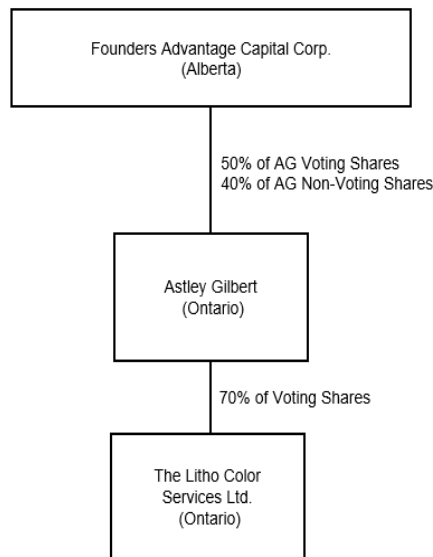 Founders Advantage Capital Corp.
(Alberta)
50% of AG Voting Shares
40% of AG Non-Voting Shares
Astley Gilbert
(Ontario)
70% of Voting Shares
The Litho Color
Services Ltd.
(Ontario)